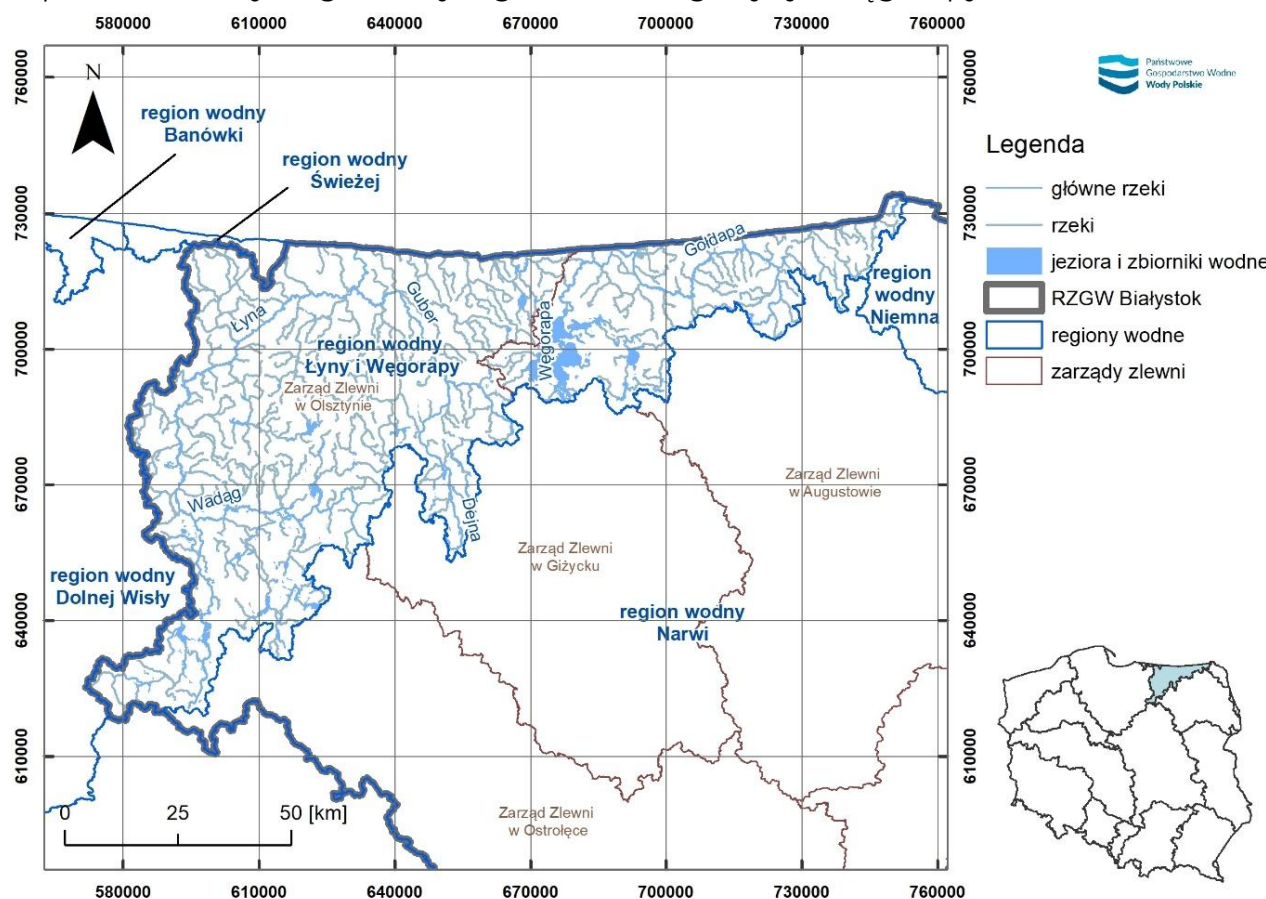 580000 610000 640000 670000 700000 730000 760000
760000 730000 700000 670000 640000 610000
N
region wodny
Banówki
region wodny
Świeżej
Gołdapa
region
wodny
Niemna
Łyna
Guber
Węgorapa
region wodny
Łyny i Węgorapy
Zarząd Zlewni
w Olsztynie
Wadąg
Dejna
Zarząd Zlewni
w Augustowie
Zarząd Zlewni
w Giżycku
region wodny
Dolnej Wisły
region wodny
Narwi
Zarząd Zlewni
w Ostrołęce
0 25 50 [km]
760000 730000 700000 670000 640000 610000
580000 610000 640000 670000 700000 730000 760000
Państwowe
Gospodarstwo Wodne
Wody Polskie
Legenda
główne rzeki
rzeki
jeziora i zbiorniki wodne
RZGW Białystok
regiony wodne
zarządy zlewni